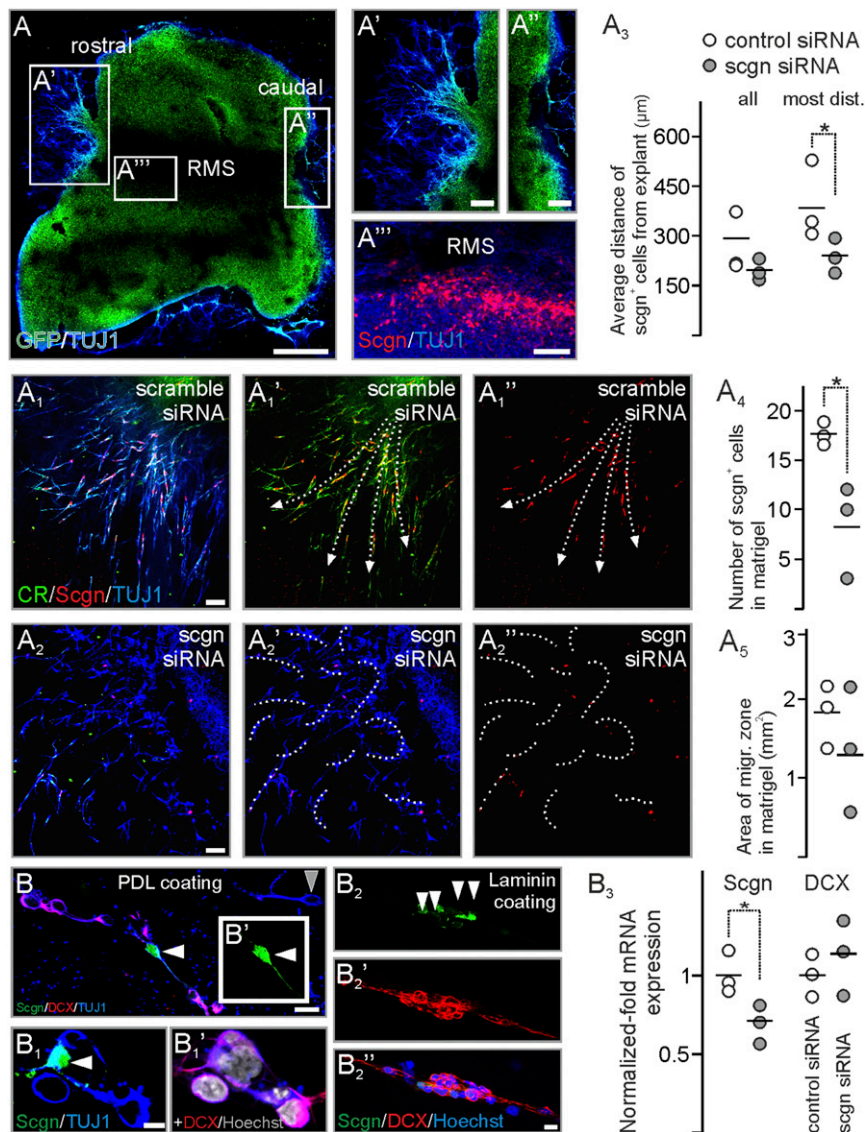 A
rostral
A'
caudal
A''
A'''
RMS
GFP/TUJ1
A'
A''
A'''
RMS
Scgn/TUJ1
A3
control siRNA
scgn siRNA
all
most dist.
*
600
450
300
150
Average distance of
scgn+ cells from explant (µm)
A1
scramble
siRNA
CR/Scgn/TUJ1
A1'
scramble
siRNA
A1''
scramble
siRNA
A4
*
20
15
10
5
Number of scgn+ cells
in matrigel
A2
scgn
siRNA
A2'
scgn
siRNA
A2''
scgn
siRNA
A5
3
2
1
Area of migr. zone
in matrigel (mm2)
B
PDL coating
B'
Scgn/DCX/TUJ1
B1
Scgn/TUJ1
B1'
+DCX/Hoechst
B2
Laminin
coating
B2'
B2''
Scgn/DCX/Hoechst
B3
Scgn
DCX
*
1
0.5
Normalized-fold mRNA
expression
control siRNA
scgn siRNA